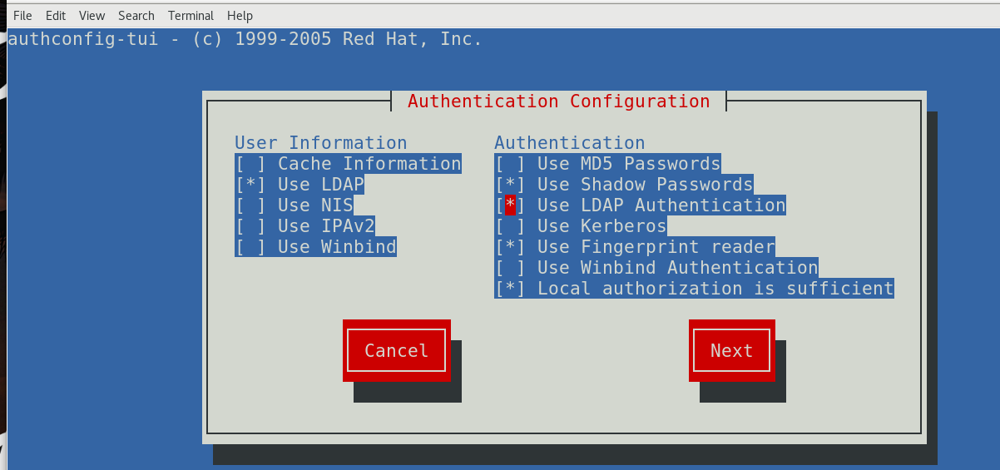 File Edit View Search Terminal Help
authconfig-tui - (c) 1999-2005 Red Hat, Inc.
Authentication Configuration
User Information
[ ] Cache Information
[*] Use LDAP
[ ] Use NIS
[ ] Use IPAv2
[ ] Use Winbind
Authentication
[ ] Use MD5 Passwords
[*] Use Shadow Passwords
[*] Use LDAP Authentication
[ ] Use Kerberos
[*] Use Fingerprint reader
[ ] Use Winbind Authentication
[*] Local authorization is sufficient
Cancel
Next